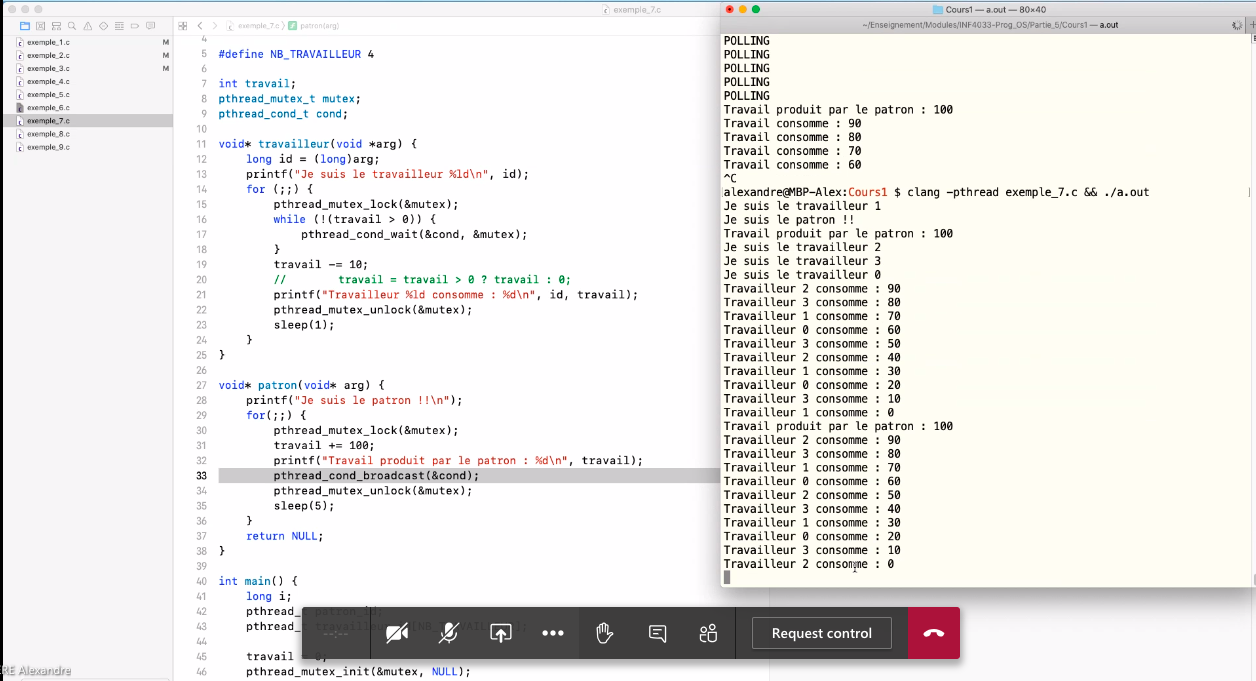 exemple_7.c
Cours1 — a.out — 80×40
~/Enseignement/Modules/INF4033-Prog_OS/Partie_5/Cours1 — a.out
exemple_7.c
patron(arg)
exemple_1.c M
exemple_2.c M
exemple_3.c M
exemple_4.c
exemple_5.c
exemple_6.c
exemple_7.c
exemple_8.c
exemple_9.c
4
5 #define NB_TRAVAILLEUR 4
6
7 int travail;
8 pthread_mutex_t mutex;
9 pthread_cond_t cond;
10
11 void* travailleur(void *arg) {
12 long id = (long)arg;
13 printf("Je suis le travailleur %ld\n", id);
14 for (;;) {
15 pthread_mutex_lock(&mutex);
16 while (!(travail > 0)) {
17 pthread_cond_wait(&cond, &mutex);
18 }
19 travail -= 10;
20 // travail = travail > 0 ? travail : 0;
21 printf("Travailleur %ld consomme : %d\n", id, travail);
22 pthread_mutex_unlock(&mutex);
23 sleep(1);
24 }
25 }
26
27 void* patron(void* arg) {
28 printf("Je suis le patron !!\n");
29 for(;;) {
30 pthread_mutex_lock(&mutex);
31 travail += 100;
32 printf("Travail produit par le patron : %d\n", travail);
33 pthread_cond_broadcast(&cond);
34 pthread_mutex_unlock(&mutex);
35 sleep(5);
36 }
37 return NULL;
38 }
39
40 int main() {
41 long i;
42 pthread_
43 pthread_
44
45 travail = 0;
46 pthread_mutex_init(&mutex, NULL);
POLLING
POLLING
POLLING
POLLING
POLLING
Travail produit par le patron : 100
Travail consomme : 90
Travail consomme : 80
Travail consomme : 70
Travail consomme : 60
^C
alexandre@MBP-Alex:Cours1 $ clang -pthread exemple_7.c && ./a.out
Je suis le travailleur 1
Je suis le patron !!
Travail produit par le patron : 100
Je suis le travailleur 2
Je suis le travailleur 3
Je suis le travailleur 0
Travailleur 2 consomme : 90
Travailleur 3 consomme : 80
Travailleur 1 consomme : 70
Travailleur 0 consomme : 60
Travailleur 3 consomme : 50
Travailleur 2 consomme : 40
Travailleur 1 consomme : 30
Travailleur 0 consomme : 20
Travailleur 3 consomme : 10
Travailleur 1 consomme : 0
Travail produit par le patron : 100
Travailleur 2 consomme : 90
Travailleur 3 consomme : 80
Travailleur 1 consomme : 70
Travailleur 0 consomme : 60
Travailleur 2 consomme : 50
Travailleur 3 consomme : 40
Travailleur 1 consomme : 30
Travailleur 0 consomme : 20
Travailleur 3 consomme : 10
Travailleur 2 consomme : 0
--:--
Request control
RE Alexandre